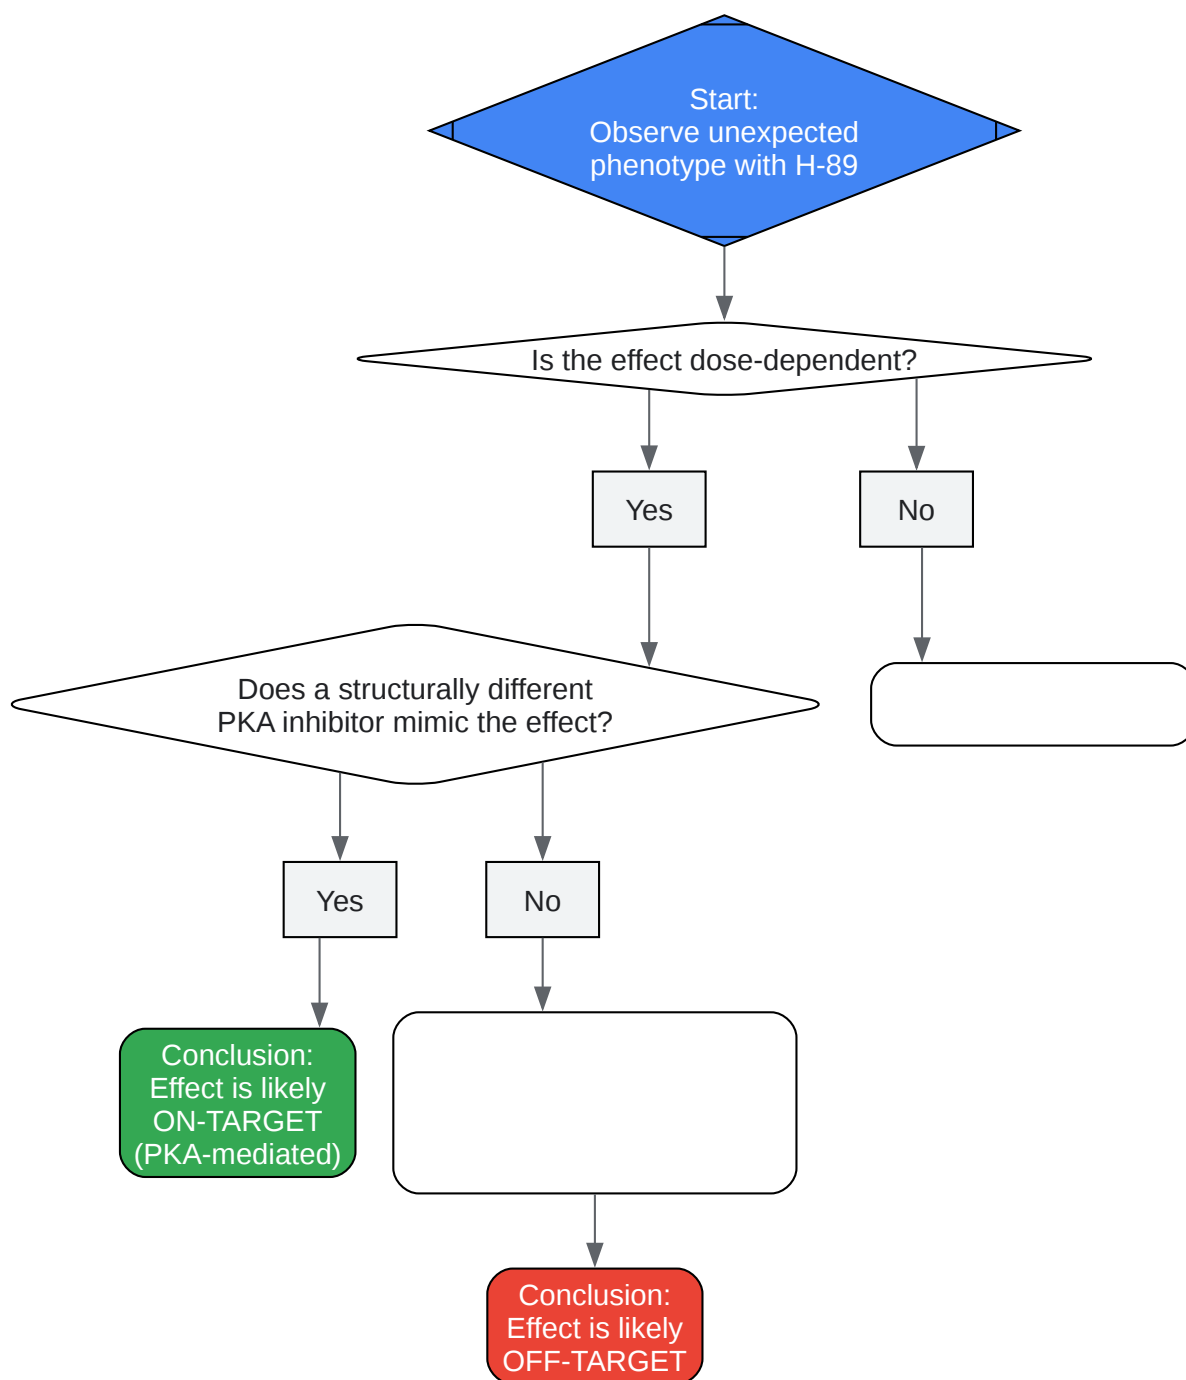 Start:
Observe unexpected
phenotype with H-89
Is the effect dose-dependent?
Yes
No
Does a structurally different
PKA inhibitor mimic the effect?
Yes
No
Conclusion:
Effect is likely
ON-TARGET
(PKA-mediated)
Conclusion:
Effect is likely
OFF-TARGET